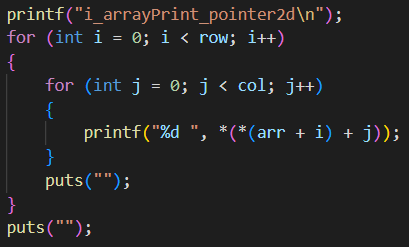 printf("i_arrayPrint_pointer2d\n");
for (int i = 0; i < row; i++)
{
    for (int j = 0; j < col; j++)
    {
        printf("%d ", *(*(arr + i) + j));
    }
    puts("");
}
puts("");